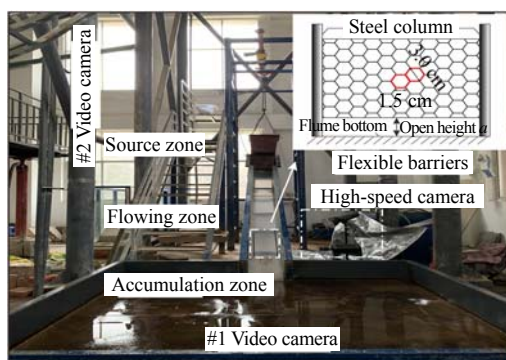 #2 Video camera
Steel column
3.0 cm
1.5 cm
Flume bottom
Open height a
Flexible barriers
Source zone
High-speed camera
Flowing zone
Accumulation zone
#1 Video camera